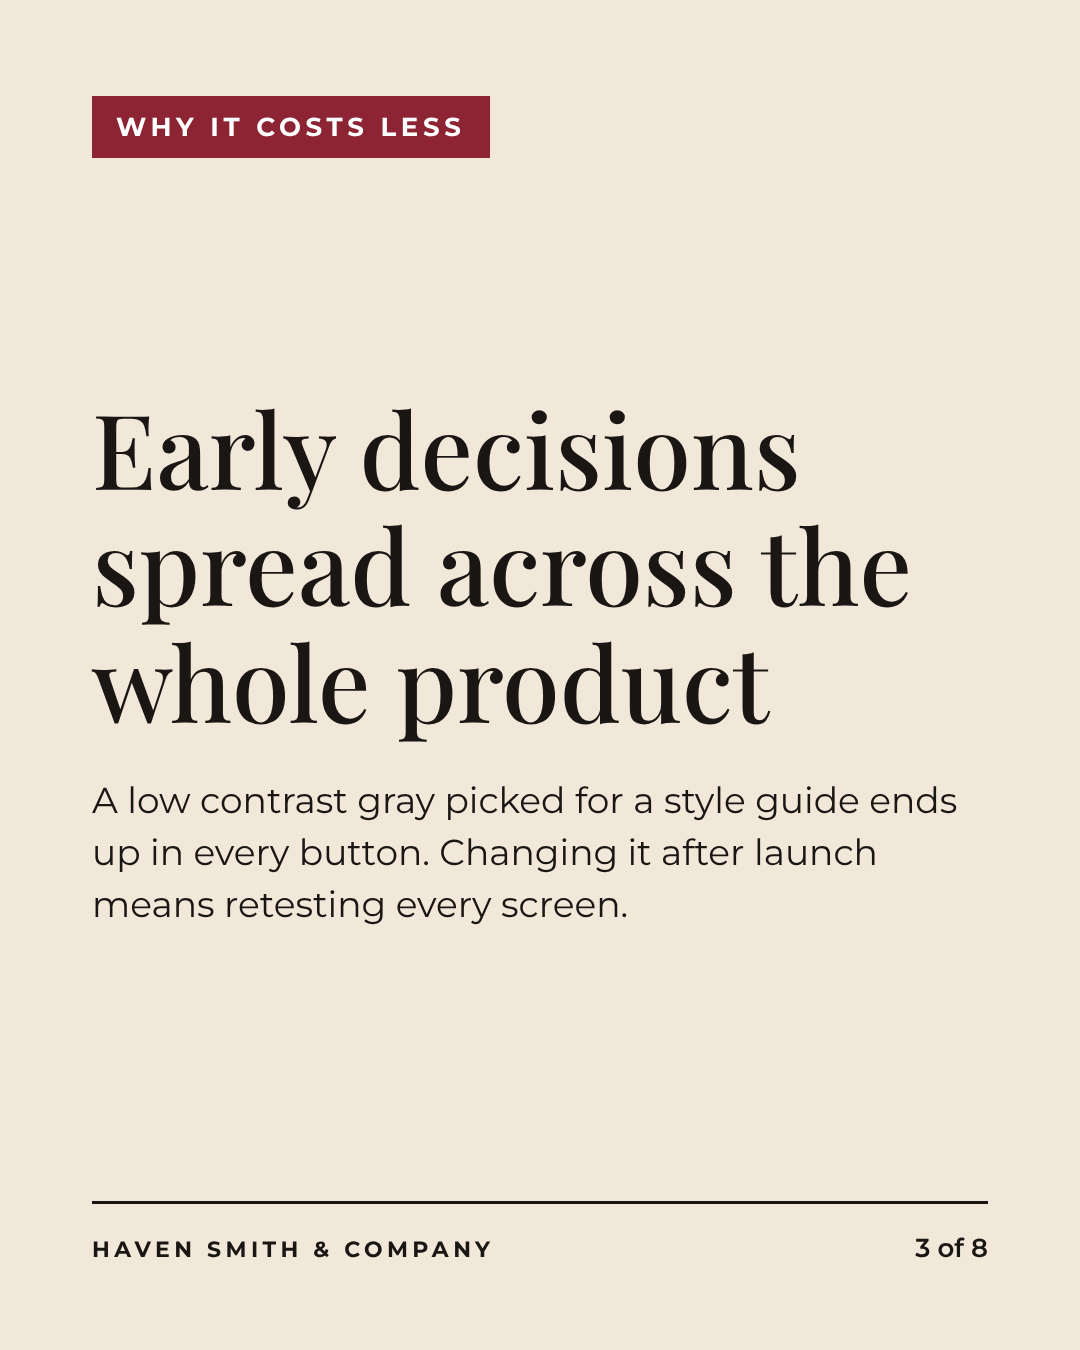 WHY IT COSTS LESS
Early decisions
spread across the
whole product
A low contrast gray picked for a style guide ends
up in every button. Changing it after launch
means retesting every screen.
HAVEN SMITH & COMPANY
3 of 8